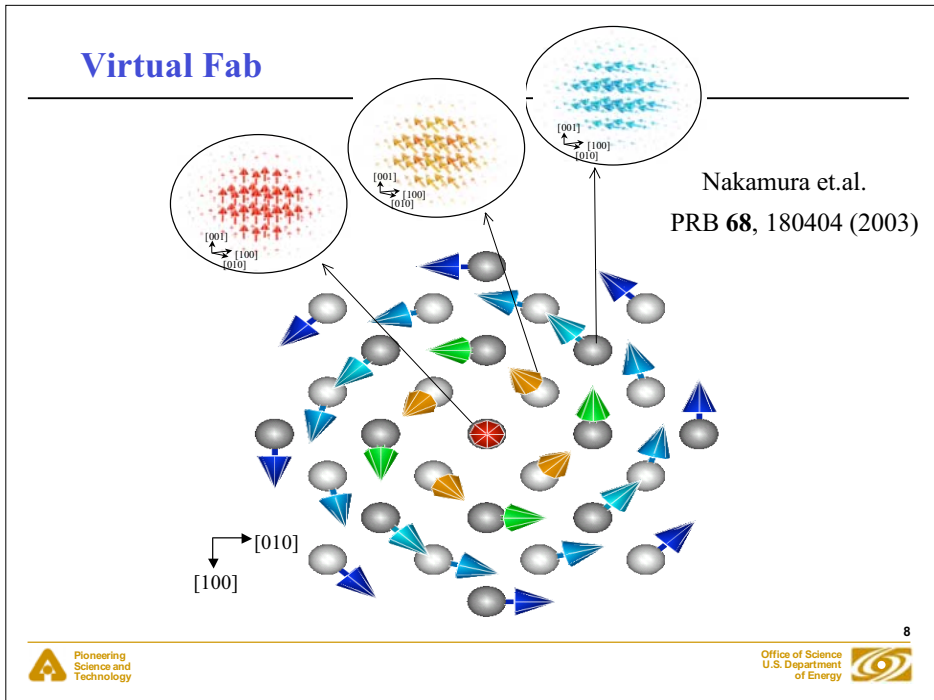 Virtual Fab
[001]
[100]
[010]
[001]
[100]
[010]
[001]
[100]
[010]
Nakamura et.al.
PRB 68, 180404 (2003)
[010]
[100]
8
Pioneering
Science and
Technology
Office of Science
U.S. Department
of Energy